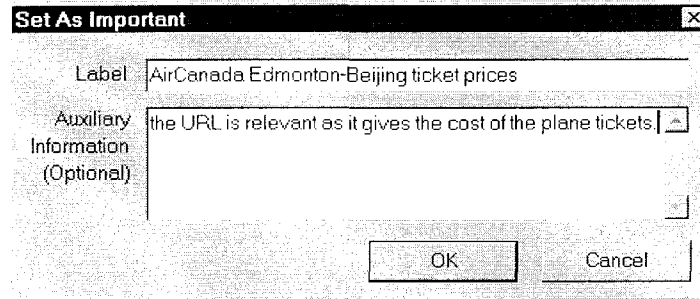 Set As Important
Label AirCanada Edmonton-Beijing ticket prices
Auxiliary the URL is relevant as it gives the cost of the plane tickets.
Information
(Optional)
OK Cancel